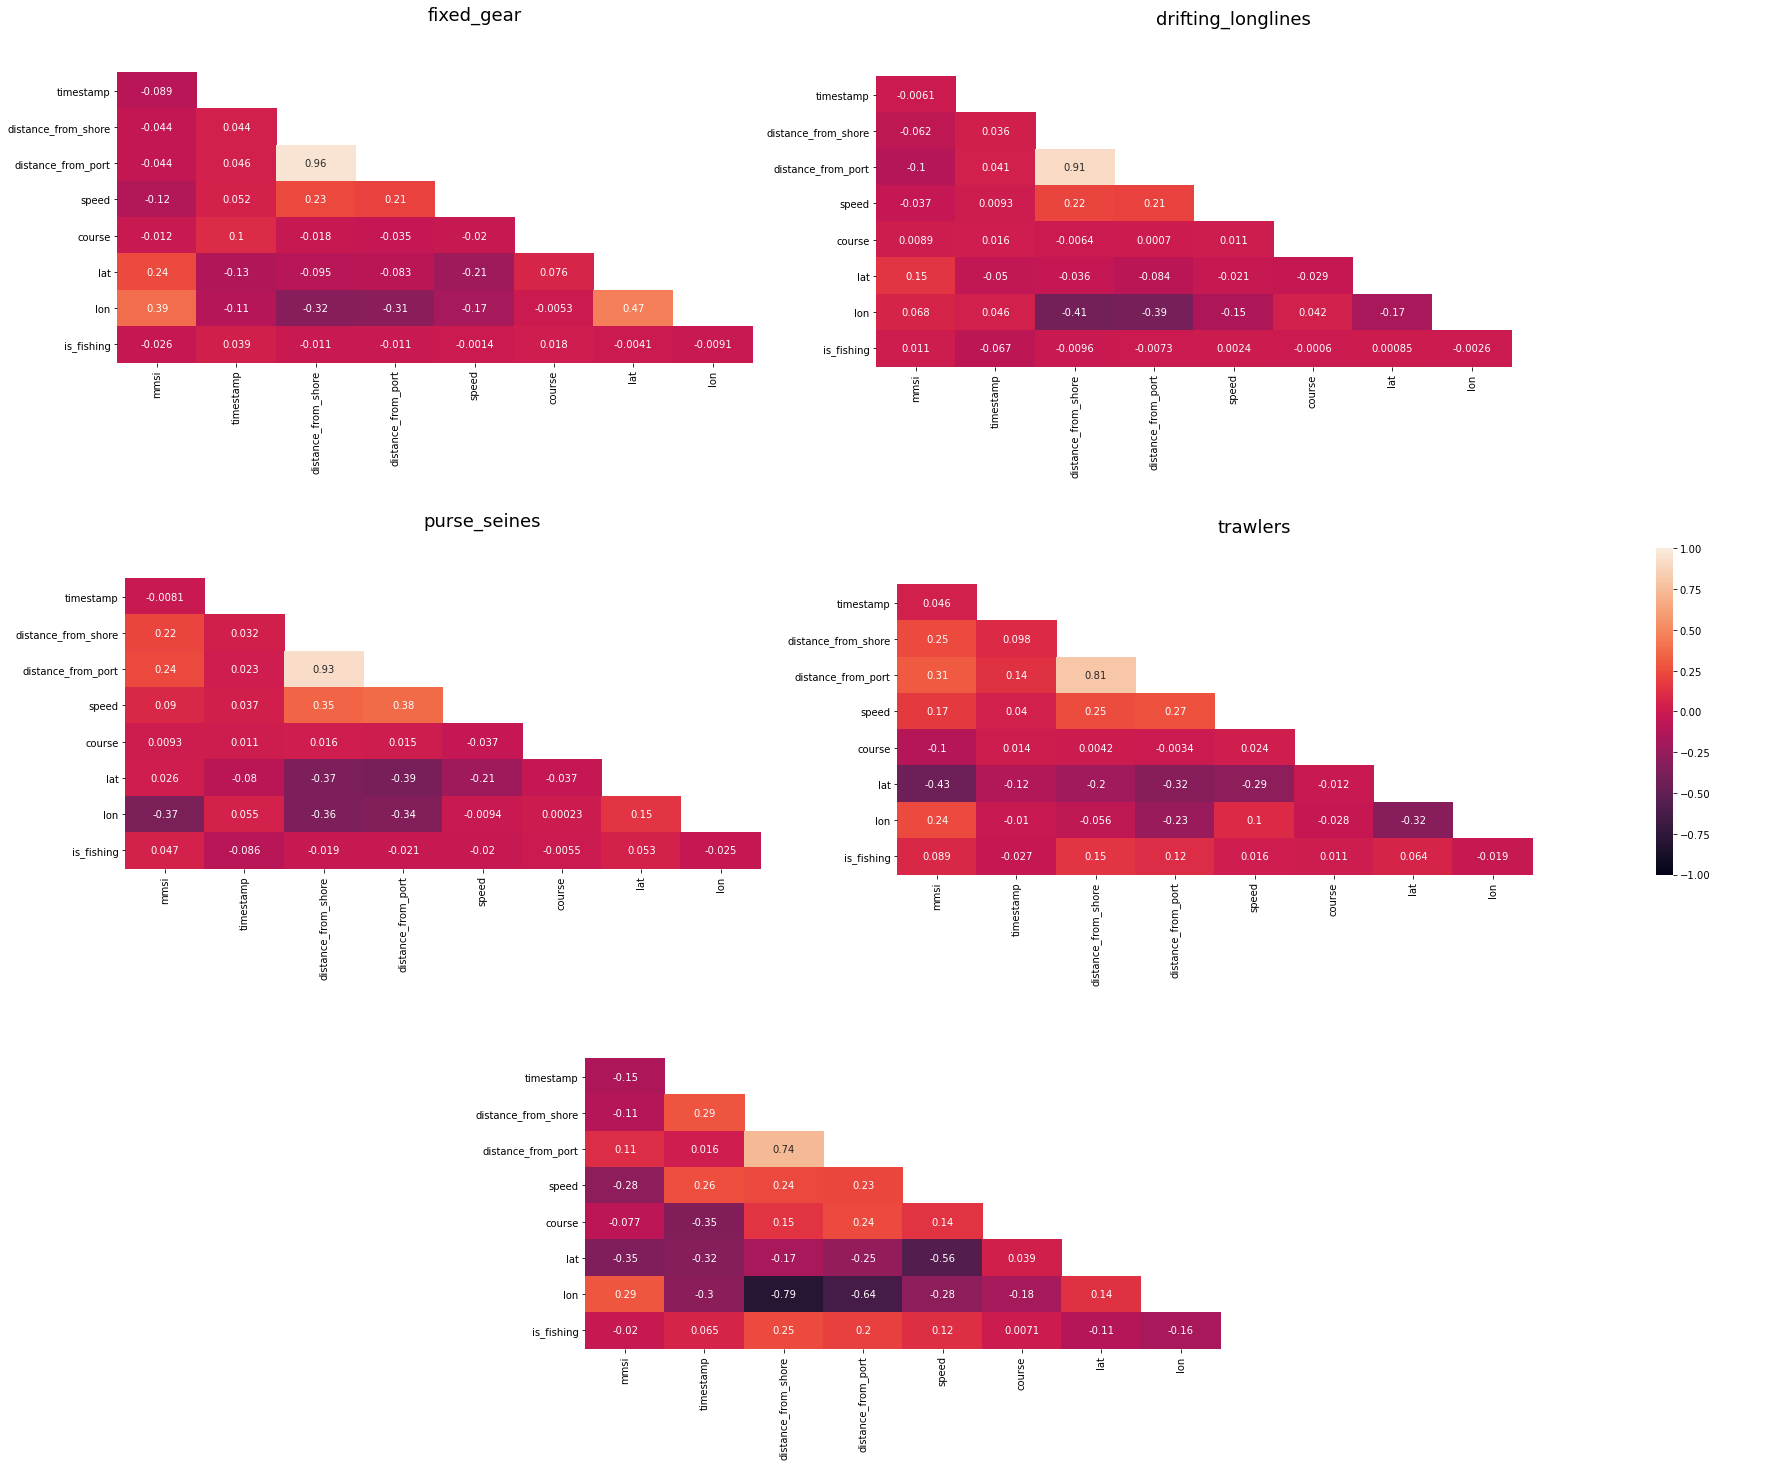 fixed_gear
timestamp -0.089
distance_from_shore -0.044 0.044
distance_from_port -0.044 0.046 0.96
speed -0.12 0.052 0.23 0.21
course -0.012 0.1 -0.018 -0.035 -0.02
lat 0.24 -0.13 -0.095 -0.083 -0.21 0.076
lon 0.39 -0.11 -0.32 -0.31 -0.17 -0.0053 0.47
is_fishing -0.026 0.039 -0.011 -0.011 -0.0014 0.018 -0.0041 -0.0091
mmsi timestamp distance_from_shore distance_from_port speed course lat lon
drifting_longlines
timestamp -0.0061
distance_from_shore -0.062 0.036
distance_from_port -0.1 0.041 0.91
speed -0.037 0.0093 0.22 0.21
course 0.0089 0.016 -0.0064 0.0007 0.011
lat 0.15 -0.05 -0.036 -0.084 -0.021 -0.029
lon 0.068 0.046 -0.41 -0.39 -0.15 0.042 -0.17
is_fishing 0.011 -0.067 -0.0096 -0.0073 0.0024 -0.0006 0.00085 -0.0026
mmsi timestamp distance_from_shore distance_from_port speed course lat lon
purse_seines
timestamp -0.0081
distance_from_shore 0.22 0.032
distance_from_port 0.24 0.023 0.93
speed 0.09 0.037 0.35 0.38
course 0.0093 0.011 0.016 0.015 -0.037
lat 0.026 -0.08 -0.37 -0.39 -0.21 -0.037
lon -0.37 0.055 -0.36 -0.34 -0.0094 0.00023 0.15
is_fishing 0.047 -0.086 -0.019 -0.021 -0.02 -0.0055 0.053 -0.025
mmsi timestamp distance_from_shore distance_from_port speed course lat lon
trawlers
timestamp 0.046
distance_from_shore 0.25 0.098
distance_from_port 0.31 0.14 0.81
speed 0.17 0.04 0.25 0.27
course -0.1 0.014 0.0042 -0.0034 0.024
lat -0.43 -0.12 -0.2 -0.32 -0.29 -0.012
lon 0.24 -0.01 -0.056 -0.23 0.1 -0.028 -0.32
is_fishing 0.089 -0.027 0.15 0.12 0.016 0.011 0.064 -0.019
mmsi timestamp distance_from_shore distance_from_port speed course lat lon
1.00
0.75
0.50
0.25
0.00
−0.25
−0.50
−0.75
−1.00
timestamp -0.15
distance_from_shore -0.11 0.29
distance_from_port 0.11 0.016 0.74
speed -0.28 0.26 0.24 0.23
course -0.077 -0.35 0.15 0.24 0.14
lat -0.35 -0.32 -0.17 -0.25 -0.56 0.039
lon 0.29 -0.3 -0.79 -0.64 -0.28 -0.18 0.14
is_fishing -0.02 0.065 0.25 0.2 0.12 0.0071 -0.11 -0.16
mmsi timestamp distance_from_shore distance_from_port speed course lat lon